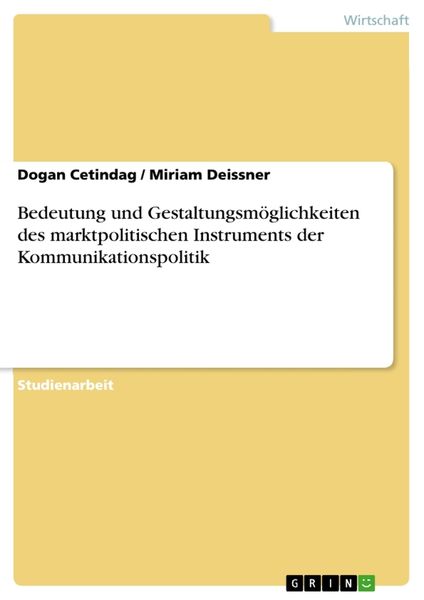 Wirtschaft
Dogan Cetindag / Miriam Deissner
Bedeutung und Gestaltungsmöglichkeiten
des marktpolitischen Instruments der
Kommunikationspolitik
Studienarbeit
GRIN